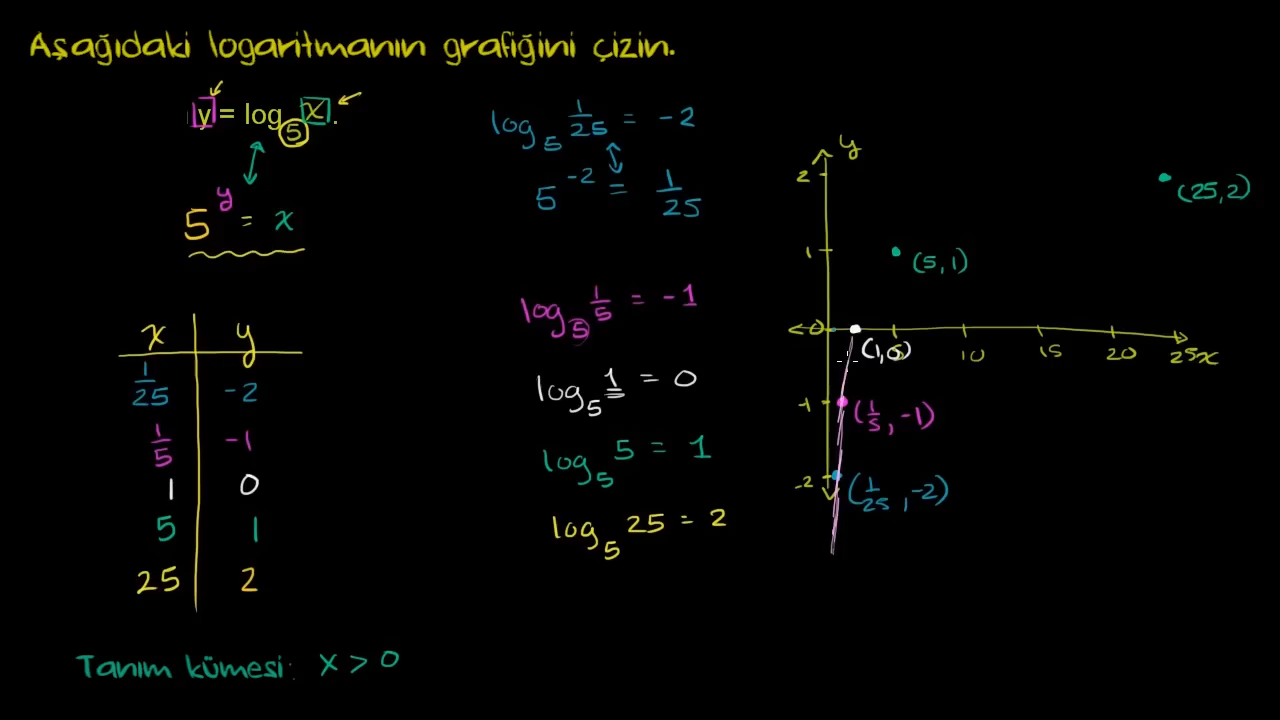 Aşağıdaki logaritmanın grafiğini çizin.
y = log₅ x.
5^y = x
x y
1/25 -2
1/5 -1
1 0
5 1
25 2
Tanım kümesi: x > 0
log₅ 1/25 = -2
5^-2 = 1/25
log₅ 1/5 = -1
log₅ 1 = 0
log₅ 5 = 1
log₅ 25 = 2
y
2
(25,2)
1
(5,1)
0
5 10 15 20 25 x
(1,0)
-1
(1/5, -1)
-2
(1/25, -2)